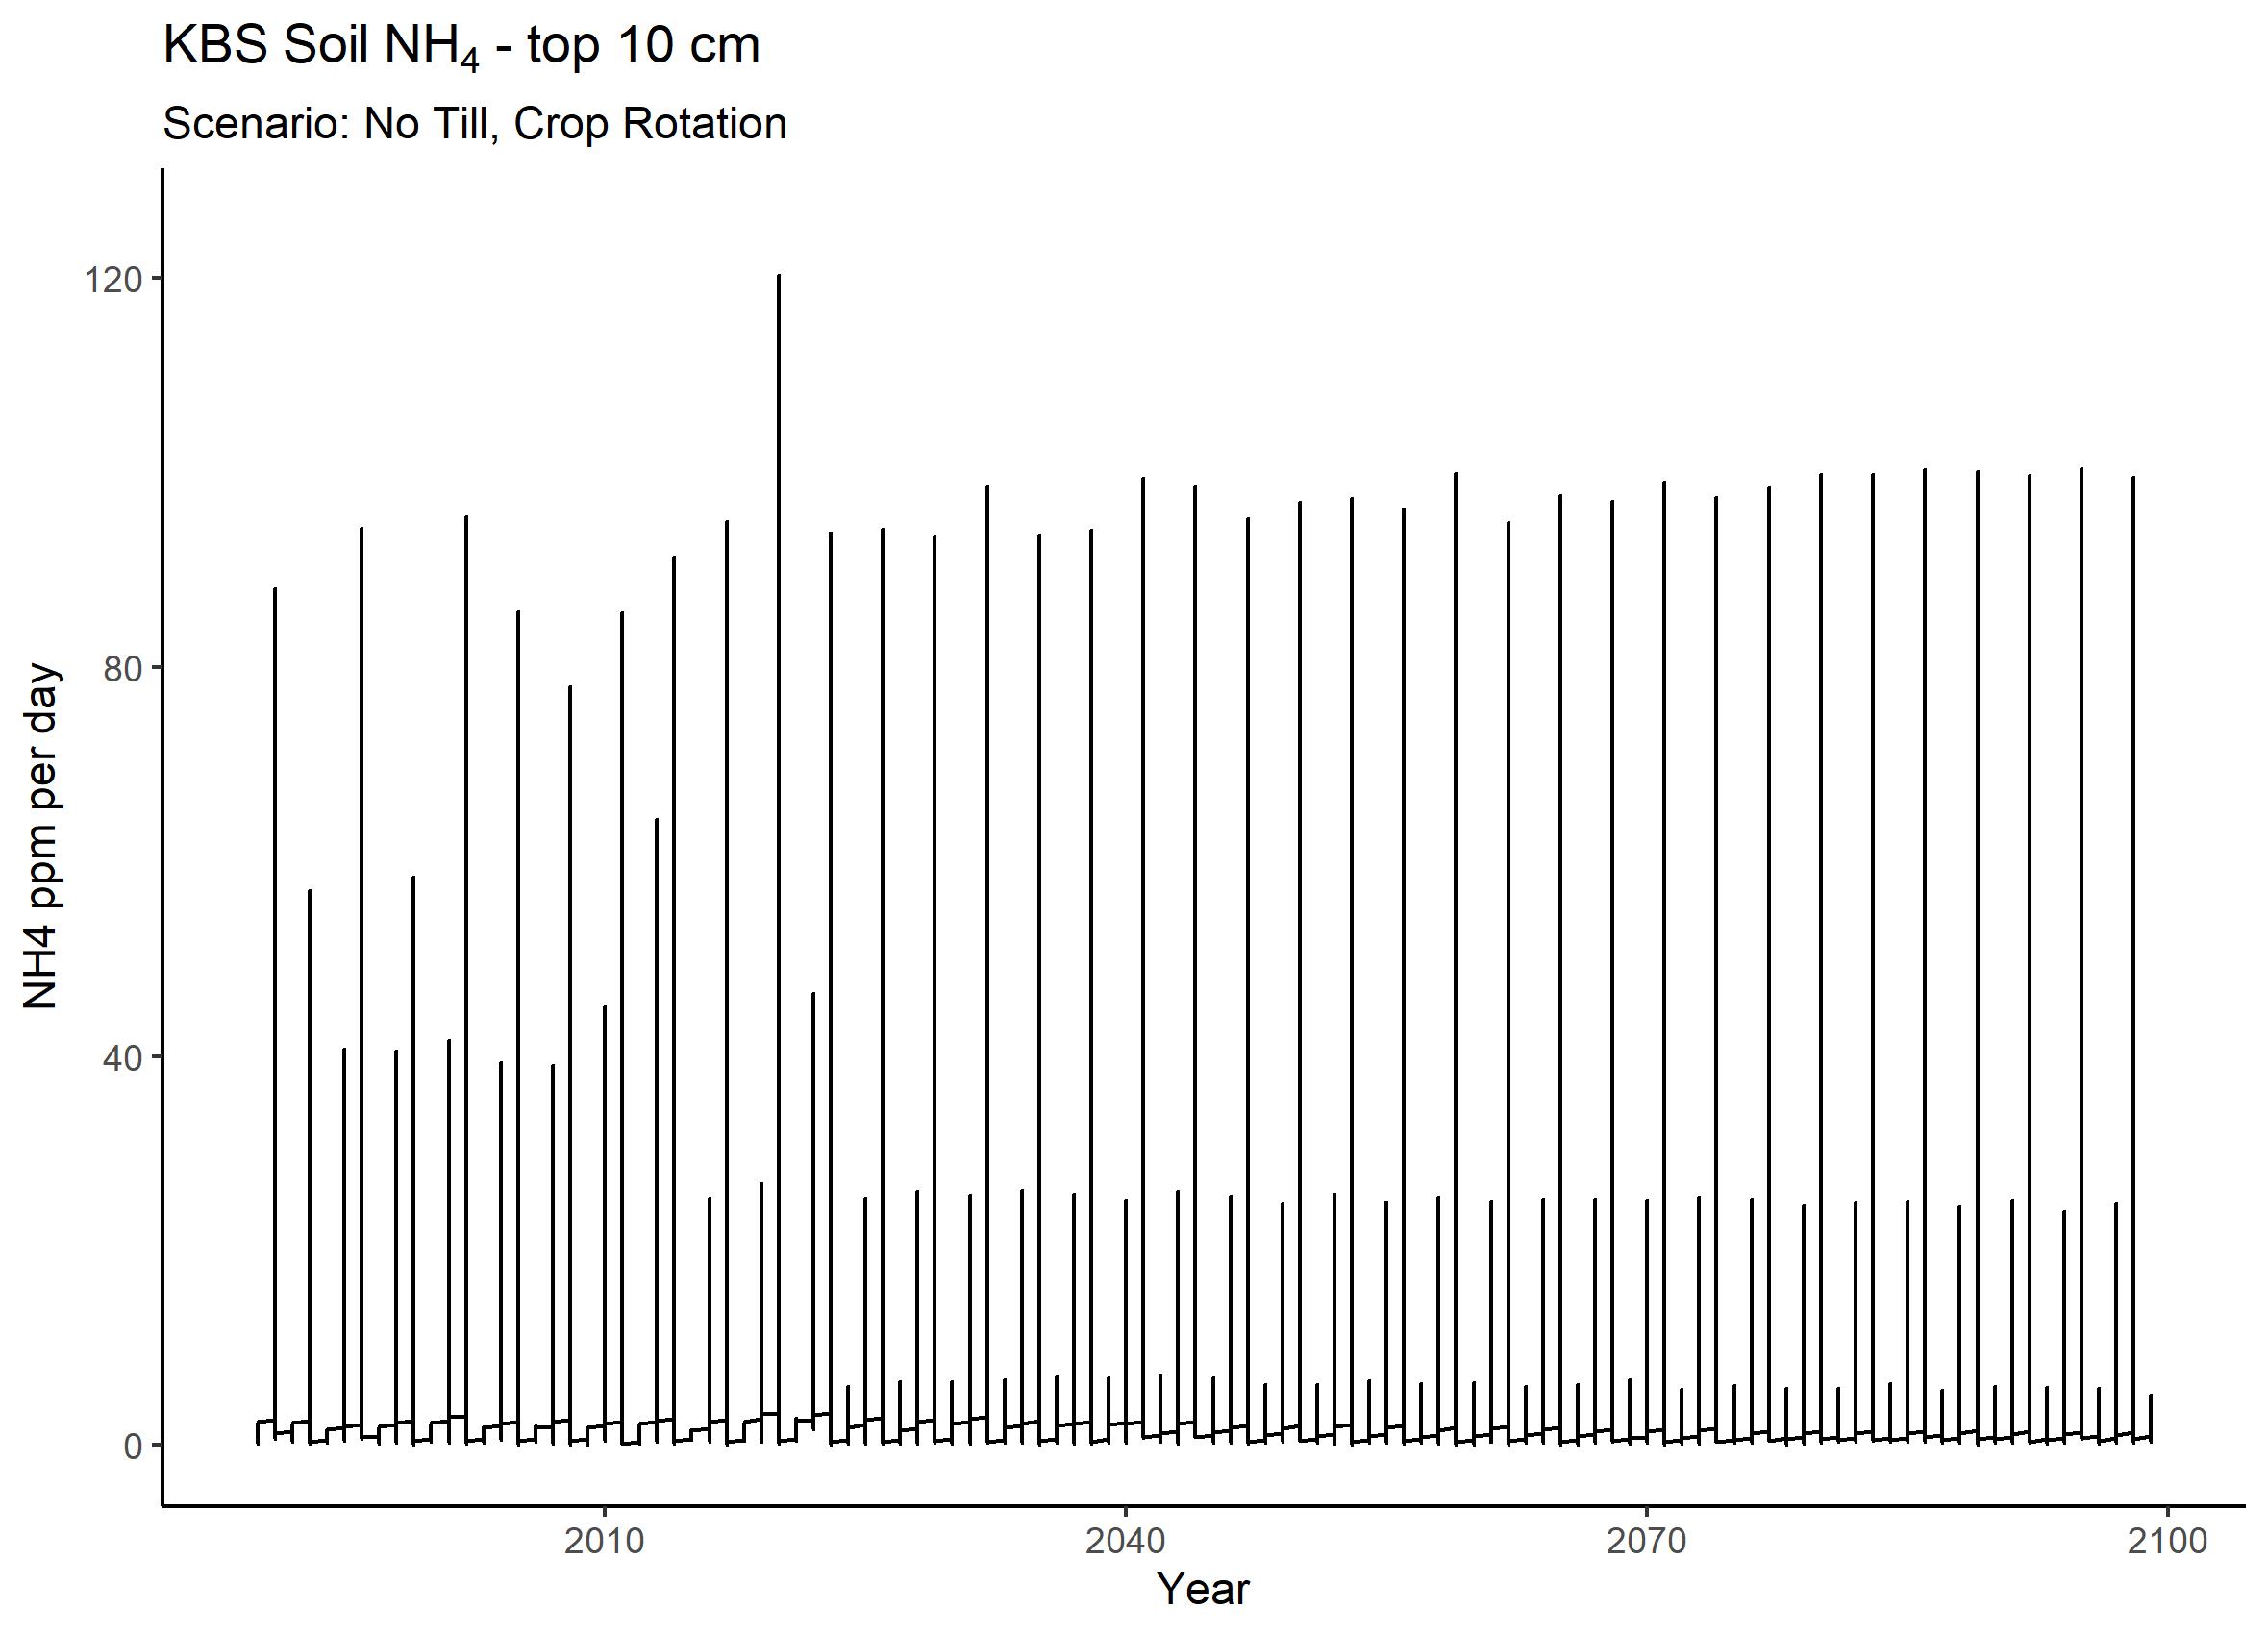 KBS Soil NH₄ - top 10 cm
Scenario: No Till, Crop Rotation
120
80
40
0
NH4 ppm per day
2010 2040 2070 2100
Year